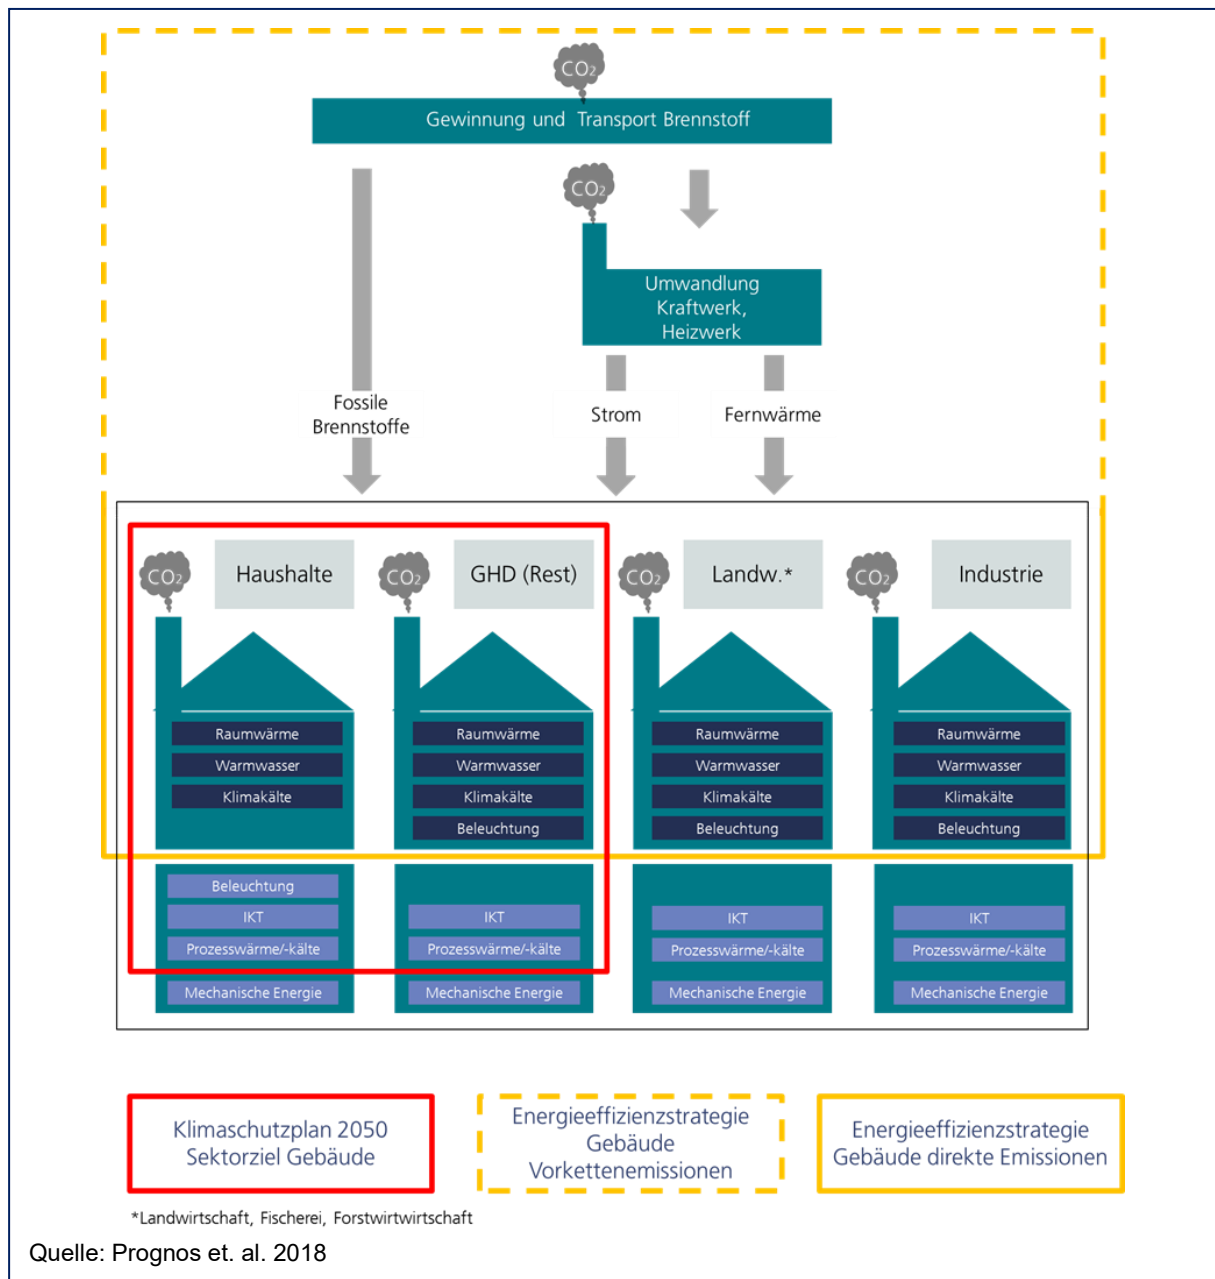 CO₂
Gewinnung und Transport Brennstoff
CO₂
Umwandlung
Kraftwerk,
Heizwerk
Fossile
Brennstoffe
Strom
Fernwärme
CO₂
Haushalte
CO₂
GHD (Rest)
CO₂
Landw.*
CO₂
Industrie
Raumwärme
Warmwasser
Klimakälte
Raumwärme
Warmwasser
Klimakälte
Beleuchtung
Raumwärme
Warmwasser
Klimakälte
Beleuchtung
Raumwärme
Warmwasser
Klimakälte
Beleuchtung
Beleuchtung
IKT
Prozesswärme/-kälte
Mechanische Energie
IKT
Prozesswärme/-kälte
Mechanische Energie
IKT
Prozesswärme/-kälte
Mechanische Energie
IKT
Prozesswärme/-kälte
Mechanische Energie
Klimaschutzplan 2050
Sektorziel Gebäude
Energieeffizienzstrategie
Gebäude
Vorkettenemissionen
Energieeffizienzstrategie
Gebäude direkte Emissionen
*Landwirtschaft, Fischerei, Forstwirtwirtschaft
Quelle: Prognos et. al. 2018